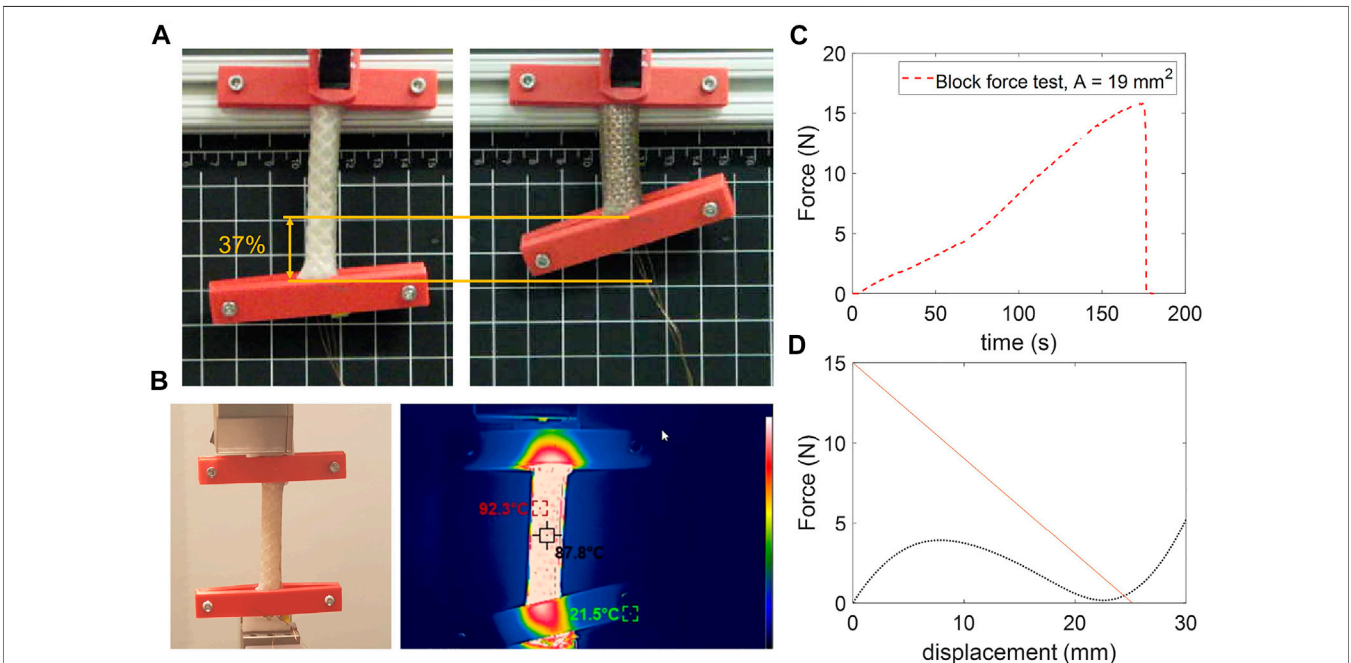 A
37%
B
92.3°C
87.8°C
21.5°C
C
20
15
10
5
0
Force (N)
Block force test, A = 19 mm²
0 50 100 150 200
time (s)
D
15
10
5
0
Force (N)
0 10 20 30
displacement (mm)